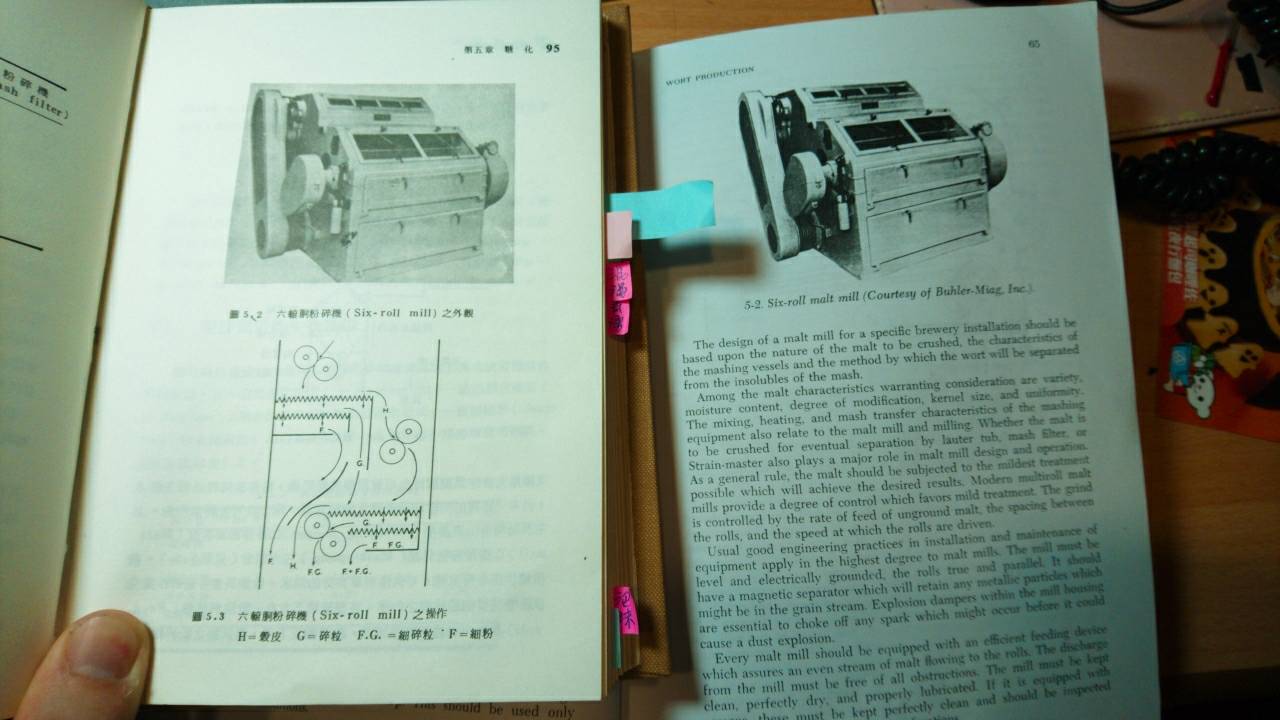 粉碎機
ash filter)
第五章 糖 化 95
圖5.2 六輥軸粉碎機(Six-roll mill)之外觀
H
G
G
F F.G.
F H F.G. F+F.G.
圖5.3 六輥軸粉碎機(Six-roll mill)之操作
H=穀皮 G=碎粒 F.G.=細碎粒 F=細粉
This should be used only
65
WORT PRODUCTION
5-2. Six-roll malt mill (Courtesy of Buhler-Miag, Inc.).
The design of a malt mill for a specific brewery installation should be
based upon the nature of the malt to be crushed, the characteristics of
the mashing vessels and the method by which the wort will be separated
from the insolubles of the mash.
Among the malt characteristics warranting consideration are variety,
moisture content, degree of modification, kernel size, and uniformity.
The mixing, heating, and mash transfer characteristics of the mashing
equipment also relate to the malt mill and milling. Whether the malt is
to be crushed for eventual separation by lauter tub, mash filter, or
Strain-master also plays a major role in malt mill design and operation.
As a general rule, the malt should be subjected to the mildest treatment
possible which will achieve the desired results. Modern multiroll malt
mills provide a degree of control which favors mild treatment. The grind
is controlled by the rate of feed of unground malt, the spacing between
the rolls, and the speed at which the rolls are driven.
Usual good engineering practices in installation and maintenance of
equipment apply in the highest degree to malt mills. The mill must be
level and electrically grounded, the rolls true and parallel. It should
have a magnetic separator which will retain any metallic particles which
might be in the grain stream. Explosion dampers within the mill housing
are essential to choke off any spark which might occur before it could
cause a dust explosion.
Every malt mill should be equipped with an efficient feeding device
which assures an even stream of malt flowing to the rolls. The discharge
from the mill must be free of all obstructions. The mill must be kept
clean, perfectly dry, and properly lubricated. If it is equipped with
these must be kept perfectly clean and should be inspected